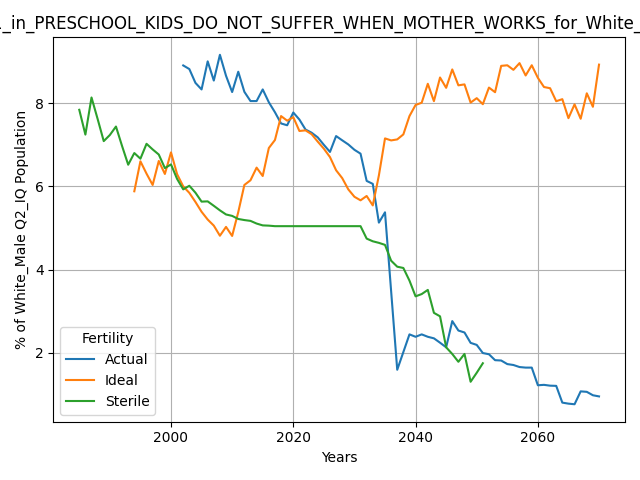 _in_PRESCHOOL_KIDS_DO_NOT_SUFFER_WHEN_MOTHER_WORKS_for_White_
% of White_Male Q2_IQ Population
8
6
4
2
Fertility
Actual
Ideal
Sterile
2000 2020 2040 2060
Years